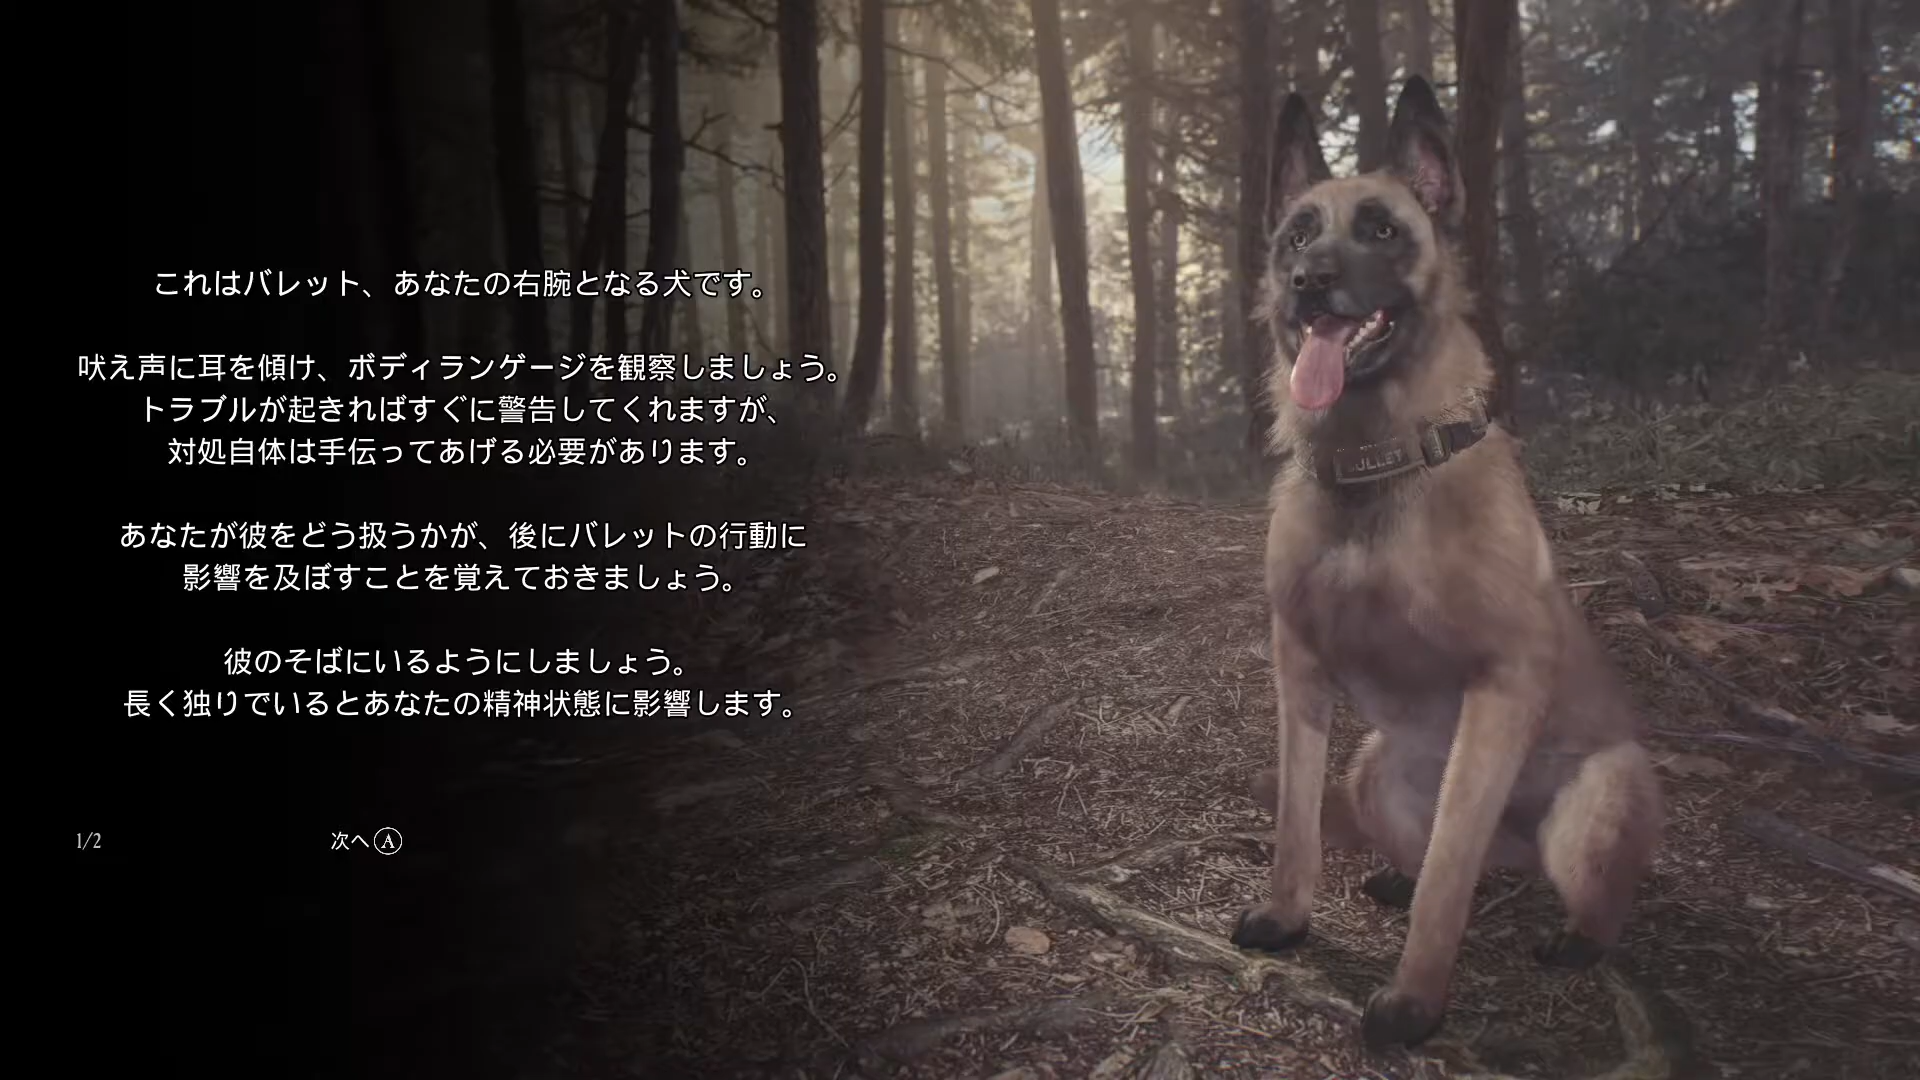 これはバレット、あなたの右腕となる犬です。
吠え声に耳を傾け、ボディランゲージを観察しましょう。
トラブルが起きればすぐに警告してくれますが、
対処自体は手伝ってあげる必要があります。
あなたが彼をどう扱うかが、後にバレットの行動に
影響を及ぼすことを覚えておきましょう。
彼のそばにいるようにしましょう。
長く独りでいるとあなたの精神状態に影響します。
1/2
次へ A